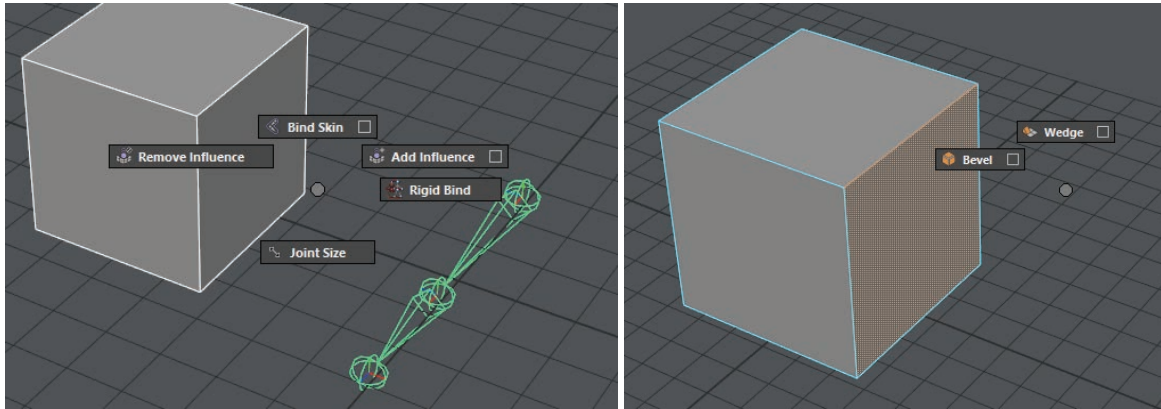 Bind Skin
Remove Influence
Add Influence
Rigid Bind
Joint Size
Wedge
Bevel